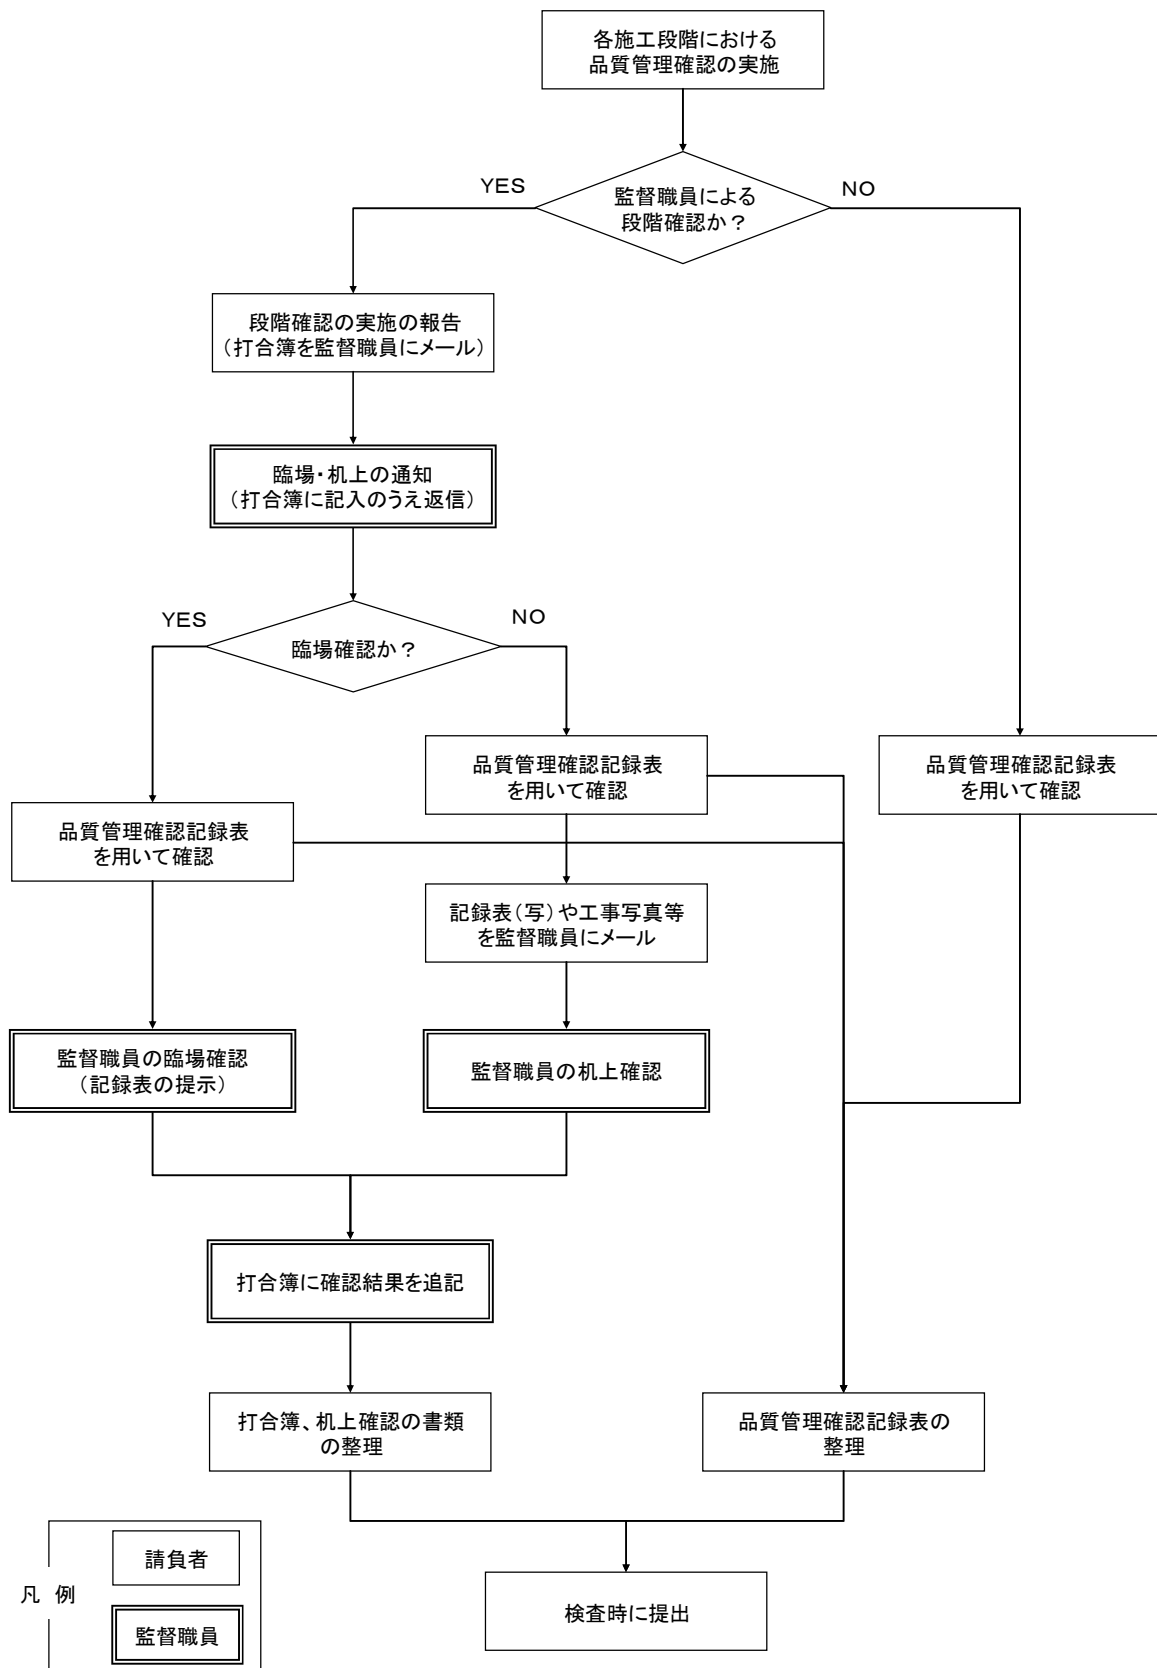 各施工段階における
品質管理確認の実施
YES
監督職員による
段階確認か？
NO
段階確認の実施の報告
（打合簿を監督職員にメール）
臨場・机上の通知
（打合簿に記入のうえ返信）
YES
臨場確認か？
NO
品質管理確認記録表
を用いて確認
品質管理確認記録表
を用いて確認
品質管理確認記録表
を用いて確認
記録表（写）や工事写真等
を監督職員にメール
監督職員の臨場確認
（記録表の提示）
監督職員の机上確認
打合簿に確認結果を追記
打合簿、机上確認の書類
の整理
品質管理確認記録表の
整理
検査時に提出
凡 例
請負者
監督職員